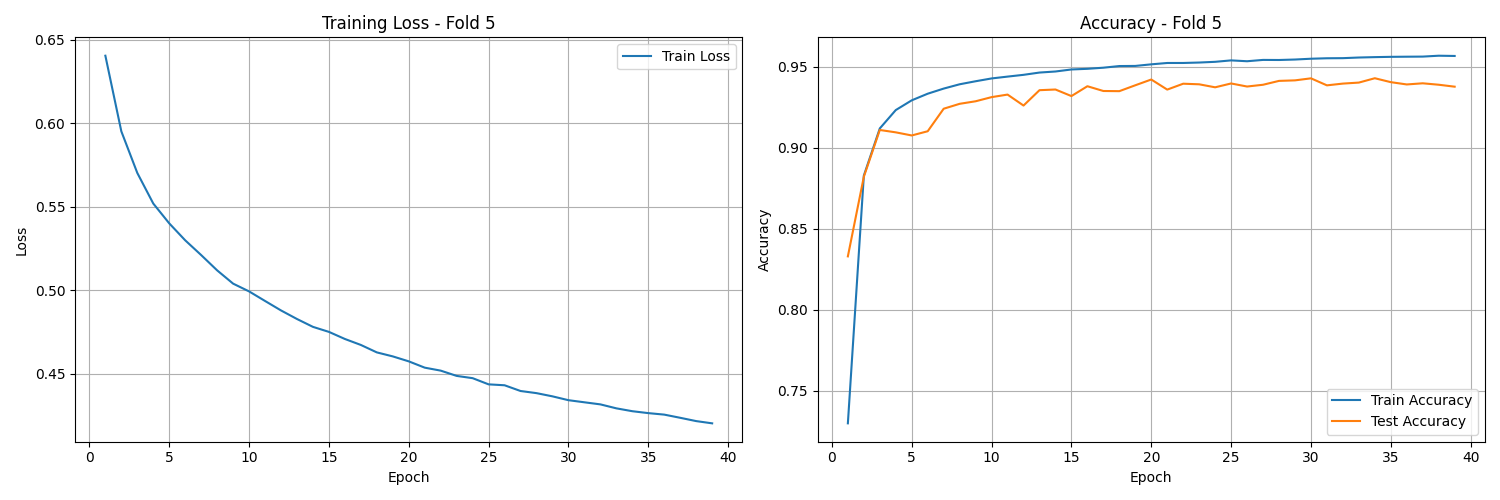 Training Loss - Fold 5
0.65
0.60
0.55
0.50
0.45
Loss
Train Loss
0 5 10 15 20 25 30 35 40
Epoch
Accuracy - Fold 5
0.95
0.90
0.85
0.80
0.75
Accuracy
Train Accuracy
Test Accuracy
0 5 10 15 20 25 30 35 40
Epoch